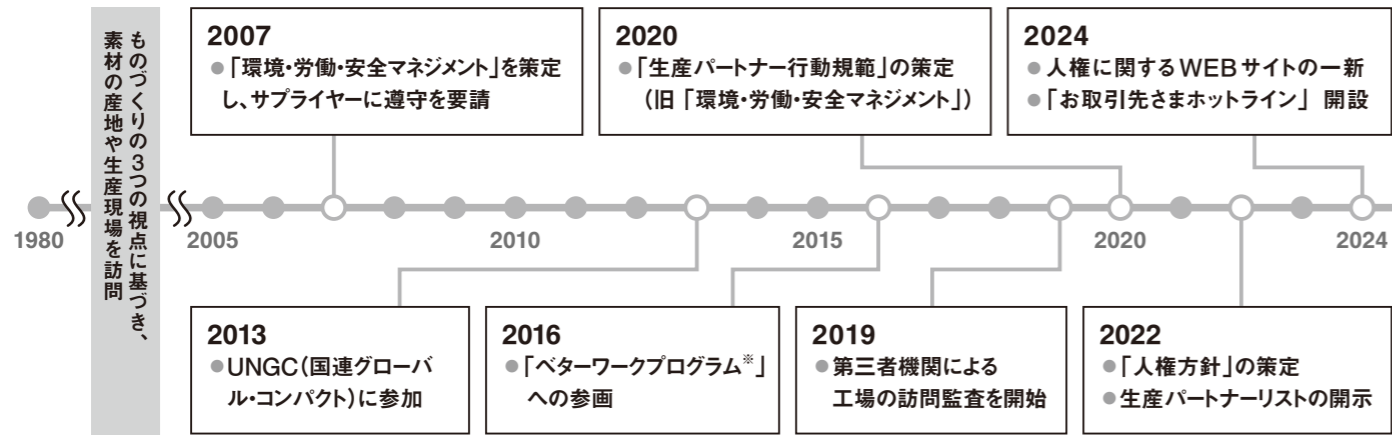 ものづくりの3つの視点に基づき、
素材の産地や生産現場を訪問
2007
●「環境・労働・安全マネジメント」を策定
し、サプライヤーに遵守を要請
2020
●「生産パートナー行動規範」の策定
（旧「環境・労働・安全マネジメント」）
2024
●人権に関するWEBサイトの一新
●「お取引先さまホットライン」開設
1980
2005
2010
2015
2020
2024
2013
●UNGC（国連グローバ
ル・コンパクト）に参加
2016
●「ベターワークプログラム※」
への参画
2019
●第三者機関による
工場の訪問監査を開始
2022
●「人権方針」の策定
●生産パートナーリストの開示